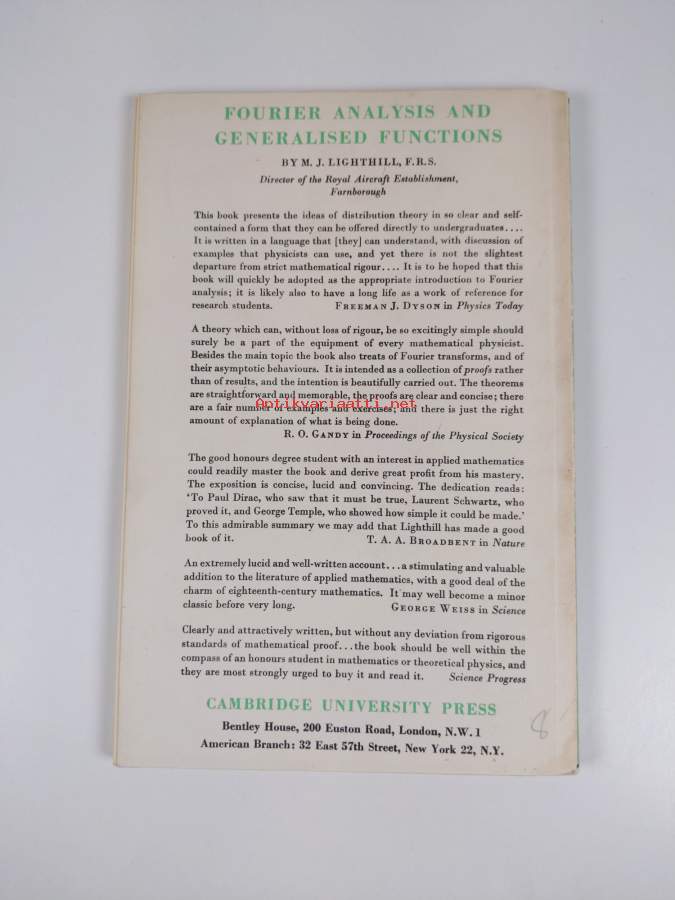 FOURIER ANALYSIS AND
GENERALISED FUNCTIONS
BY M. J. LIGHTHILL, F.R.S.
Director of the Royal Aircraft Establishment,
Farnborough
This book presents the ideas of distribution theory in so clear and self-
contained a form that they can be offered directly to undergraduates....
It is written in a language that [they] can understand, with discussion of
examples that physicists can use, and yet there is not the slightest
departure from strict mathematical rigour.... It is to be hoped that this
book will quickly be adopted as the appropriate introduction to Fourier
analysis; it is likely also to have a long life as a work of reference for
research students. FREEMAN J. DYSON in Physics Today
A theory which can, without loss of rigour, be so excitingly simple should
surely be a part of the equipment of every mathematical physicist.
Besides the main topic the book also treats of Fourier transforms, and of
their asymptotic behaviours. It is intended as a collection of proofs rather
than of results, and the intention is beautifully carried out. The theorems
are straightforward and memorable, the proofs are clear and concise; there
are a fair number of examples and exercises; and there is just the right
Antikvariaatti.net
amount of explanation of what is being done.
R. O. GANDY in Proceedings of the Physical Society
The good honours degree student with an interest in applied mathematics
could readily master the book and derive great profit from his mastery.
The exposition is concise, lucid and convincing. The dedication reads:
'To Paul Dirac, who saw that it must be true, Laurent Schwartz, who
proved it, and George Temple, who showed how simple it could be made.'
To this admirable summary we may add that Lighthill has made a good
book of it. T. A. A. BROADBENT in Nature
An extremely lucid and well-written account...a stimulating and valuable
addition to the literature of applied mathematics, with a good deal of the
charm of eighteenth-century mathematics. It may well become a minor
classic before very long. GEORGE WEISS in Science
Clearly and attractively written, but without any deviation from rigorous
standards of mathematical proof...the book should be well within the
compass of an honours student in mathematics or theoretical physics, and
they are most strongly urged to buy it and read it. Science Progress
CAMBRIDGE UNIVERSITY PRESS
Bentley House, 200 Euston Road, London, N.W.1
American Branch: 32 East 57th Street, New York 22, N.Y.
8